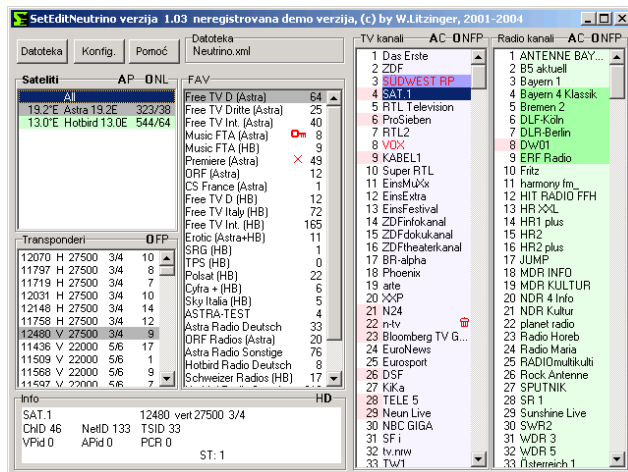 SetEditNeutrino verzija 1.03 neregistrovana demo verzija, (c) by W.Litzinger, 2001-2004
Datoteka Konfig. Pomoć
Datoteka
Neutrino.xml
Sateliti AP ONL
All
19.2°E Astra 19.2E 323/38
13.0°E Hotbird 13.0E 544/64
Transponderi OFP
12070 H 27500 3/4 10
11797 H 27500 3/4 8
11719 H 27500 3/4 7
12031 H 27500 3/4 10
12148 H 27500 3/4 14
11758 H 27500 3/4 12
12480 V 27500 3/4 9
11436 V 22000 5/6 17
11509 V 22000 5/6 1
11568 V 22000 5/6 9
11597 V 22000 5/6 7
FAV
Free TV D (Astra) 64
Free TV Dritte (Astra) 25
Free TV Int. (Astra) 40
Music FTA (Astra) 8
Music FTA (HB) 9
Premiere (Astra) 49
ORF (Astra) 12
CS France (Astra) 1
Free TV D (HB) 12
Free TV Italy (HB) 72
Free TV Int. (HB) 165
Erotic (Astra+HB) 11
SRG (HB) 1
TPS (HB) 0
Polsat (HB) 22
Cyfra + (HB) 6
Sky Italia (HB) 5
ASTRA-TEST 4
Astra Radio Deutsch 33
ORF Radios (Astra) 20
Astra Radio Sonstige 76
Hotbird Radio Deutsch 8
Schweizer Radios (HB) 17
Info HD
SAT.1 12480 vert 27500 3/4
ChID 46 NetID 133 TSID 33
VPid 0 APid 0 PCR 0
ST: 1
TV kanali AC ONFP
1 Das Erste
2 ZDF
3 SÜDWEST RP
4 SAT.1
5 RTL Television
6 ProSieben
7 RTL2
8 VOX
9 KABEL1
10 Super RTL
11 EinsMuXx
12 EinsExtra
13 EinsFestival
14 ZDFinfokanal
15 ZDFdokukanal
16 ZDFtheaterkanal
17 BR-alpha
18 Phoenix
19 arte
20 XXP
21 N24
22 n-tv
23 Bloomberg TV G...
24 EuroNews
25 Eurosport
26 DSF
27 KiKa
28 TELE 5
29 Neun Live
30 NBC GIGA
31 SF i
32 tv.nrw
33 TW1
Radio kanali AC ONFP
1 ANTENNE BAY...
2 B5 aktuell
3 Bayern 1
4 Bayern 4 Klassik
5 Bremen 2
6 DLF-Köln
7 DLR-Berlin
8 DW01
9 ERF Radio
10 Fritz
11 harmony fm_
12 HIT RADIO FFH
13 HR XXL
14 HR1 plus
15 HR2
16 HR2 plus
17 JUMP
18 MDR INFO
19 MDR KULTUR
20 NDR 4 Info
21 NDR Kultur
22 planet radio
23 Radio Horeb
24 Radio Maria
25 RADIOmultikulti
26 Rock Antenne
27 SPUTNIK
28 SR 1
29 Sunshine Live
30 SWR2
31 WDR 3
32 WDR 5
33 Österreich 1